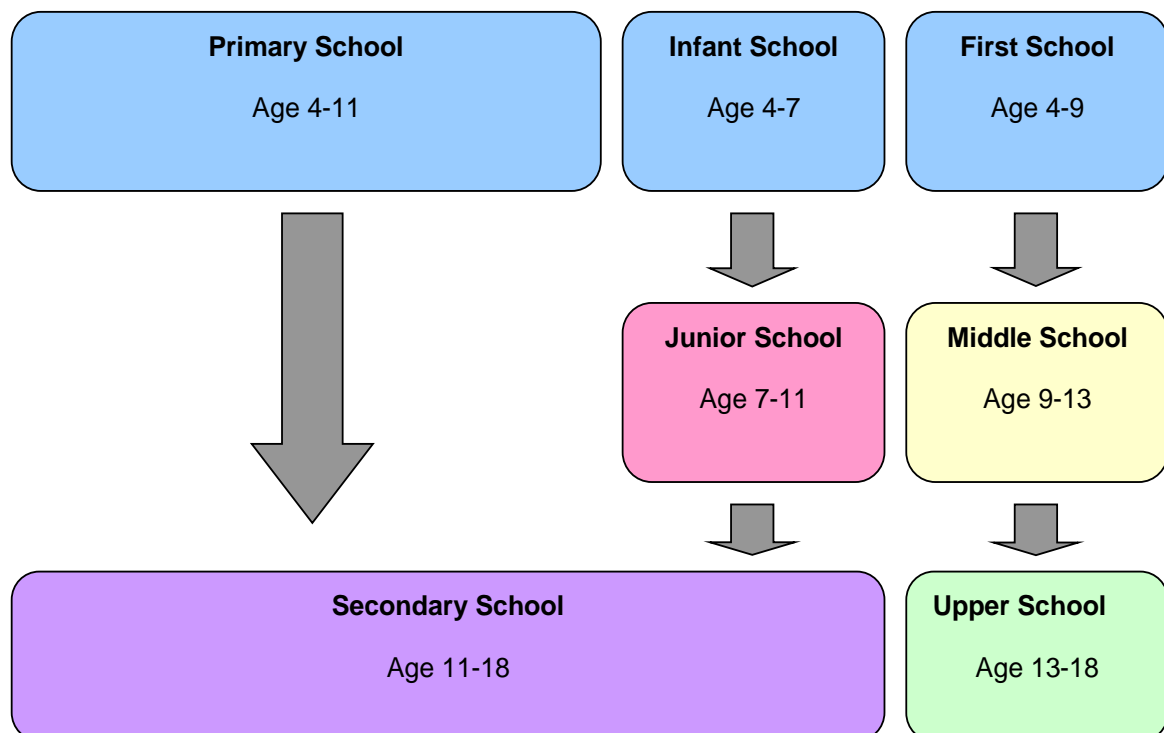 Primary School
Age 4-11
Infant School
Age 4-7
First School
Age 4-9
Junior School
Age 7-11
Middle School
Age 9-13
Secondary School
Age 11-18
Upper School
Age 13-18